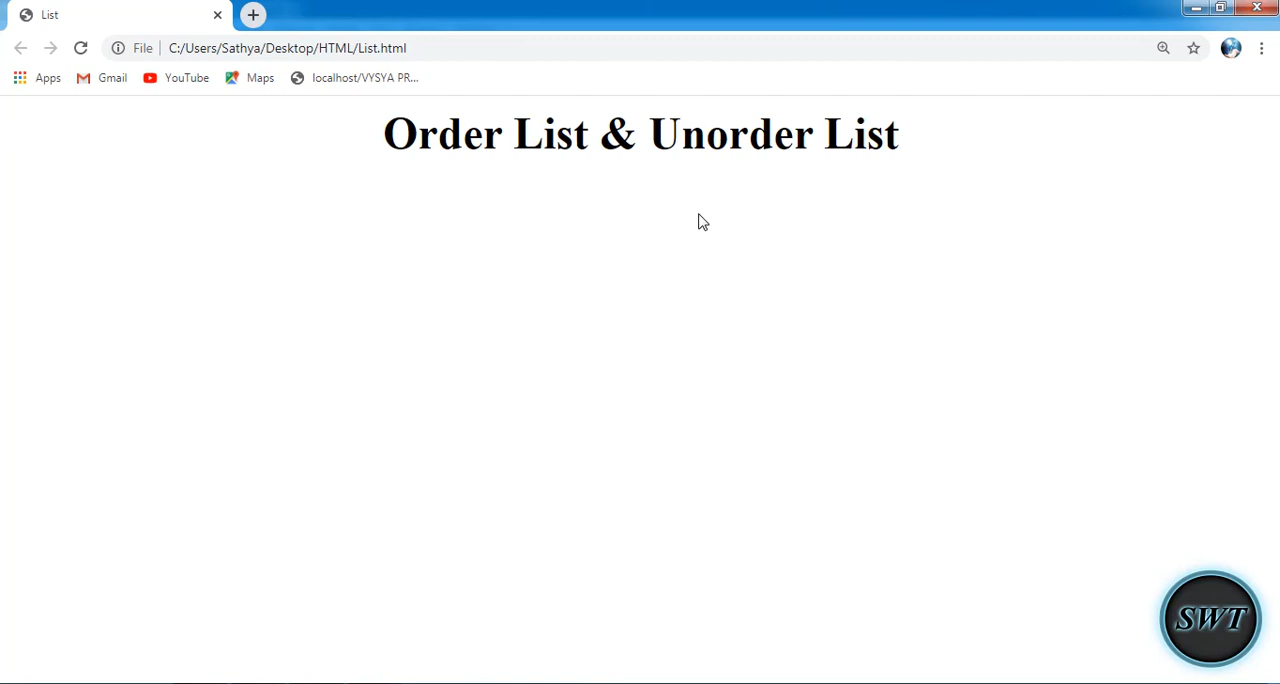 List
File C:/Users/Sathya/Desktop/HTML/List.html
Apps Gmail YouTube Maps localhost/VYSYA PR...
Order List & Unorder List
SWT